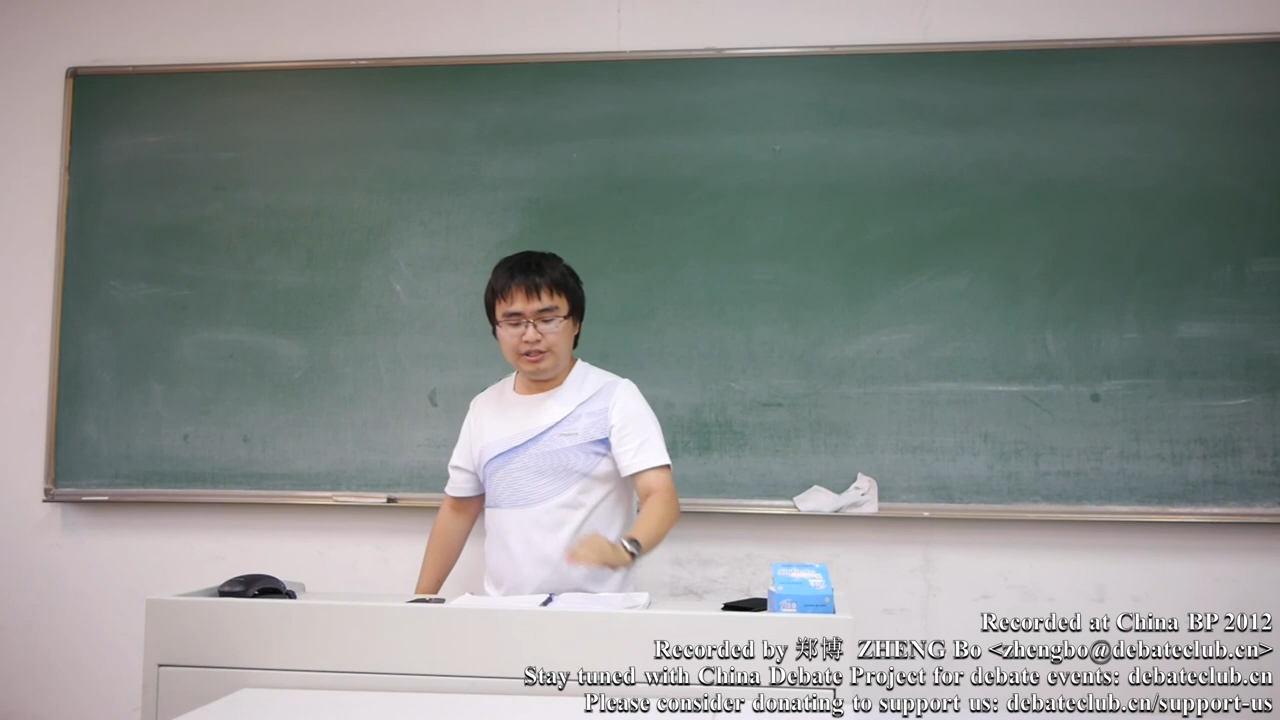 Recorded at China BP 2012
Recorded by 郑博 ZHENG Bo <zhengbo@debateclub.cn>
Stay tuned with China Debate Project for debate events: debateclub.cn
Please consider donating to support us: debateclub.cn/support-us